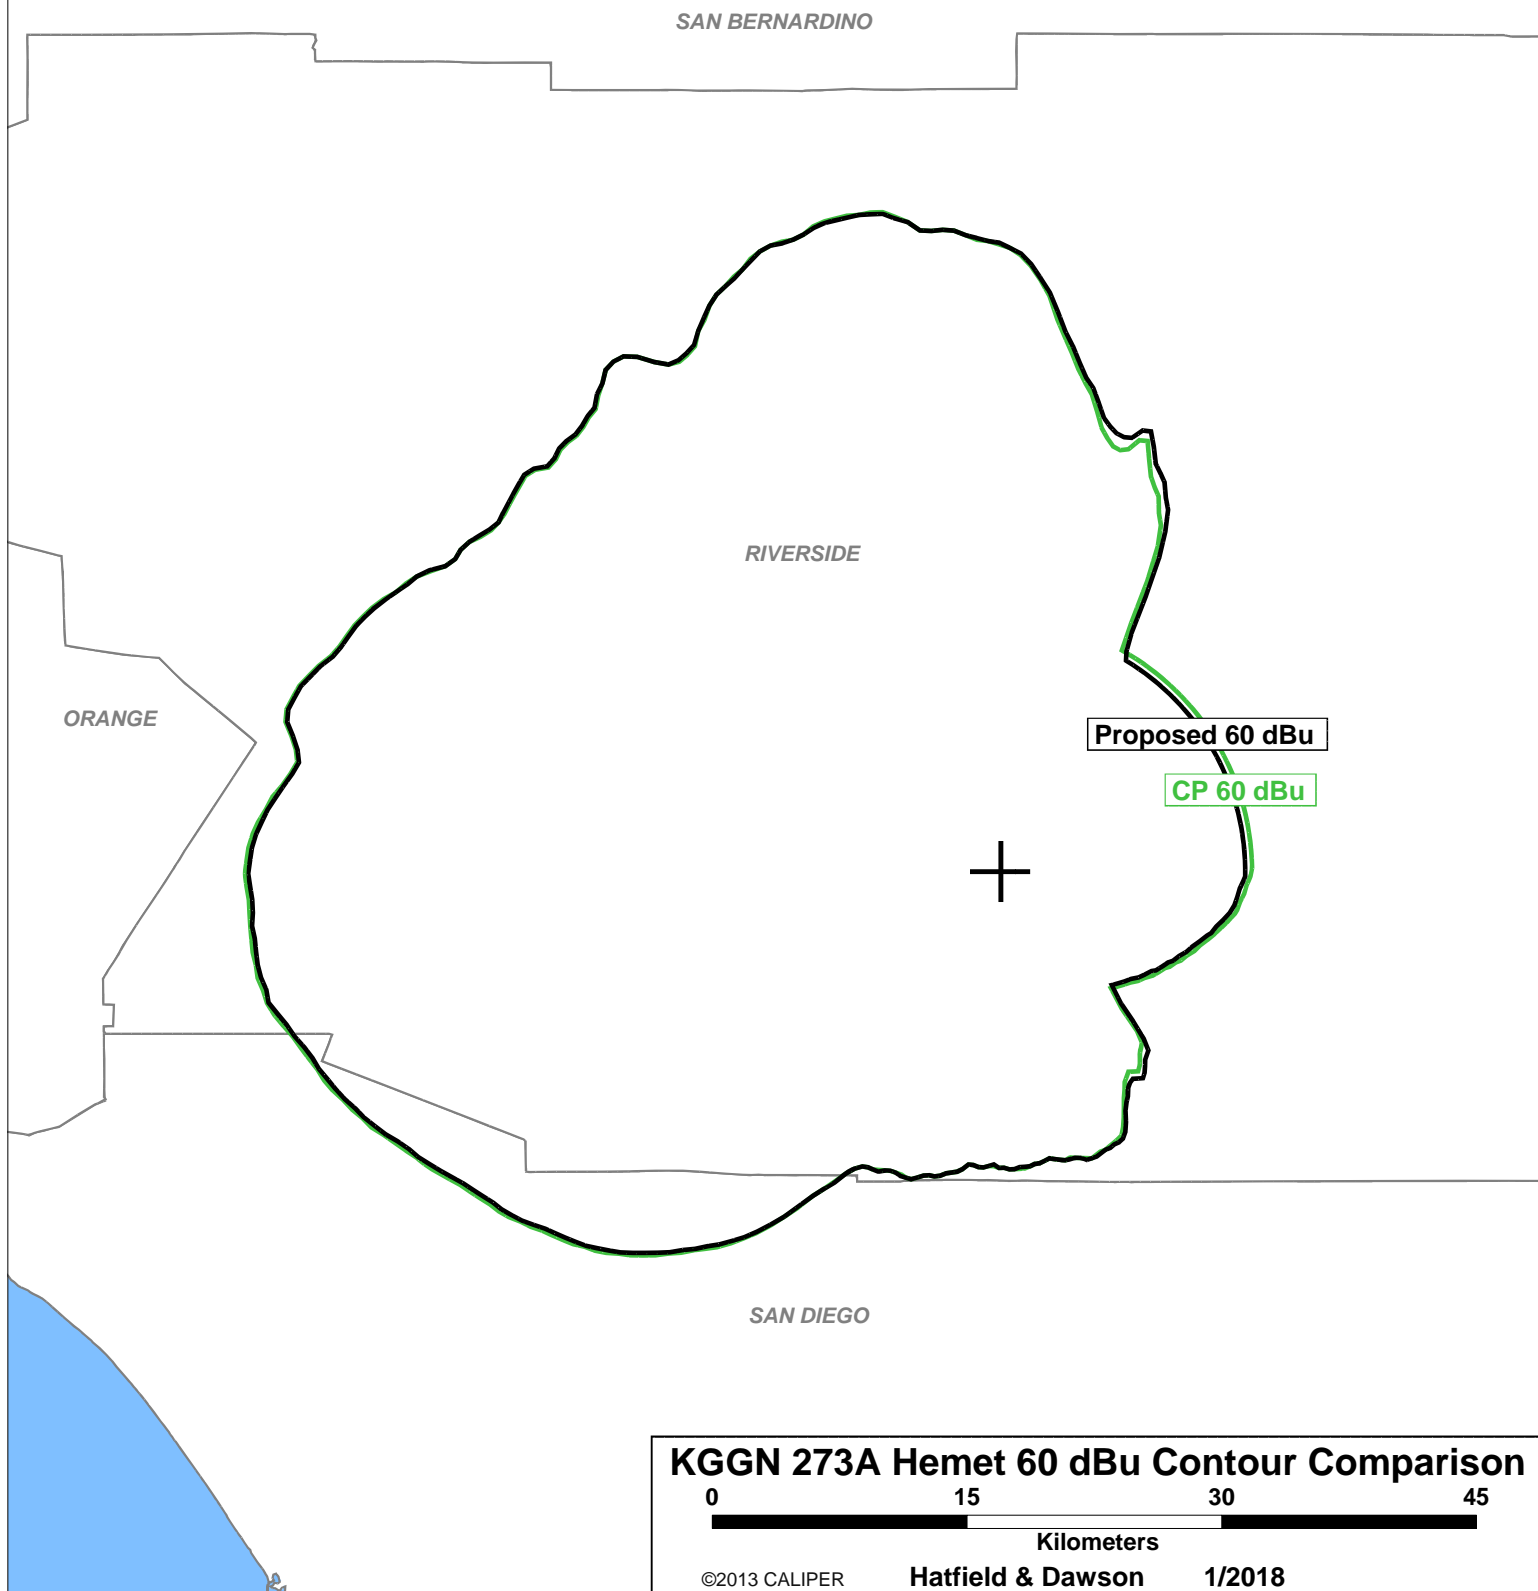 SAN BERNARDINO
RIVERSIDE
ORANGE
Proposed 60 dBu
CP 60 dBu
SAN DIEGO
KGGN 273A Hemet 60 dBu Contour Comparison
0 15 30 45
Kilometers
©2013 CALIPER Hatfield & Dawson 1/2018